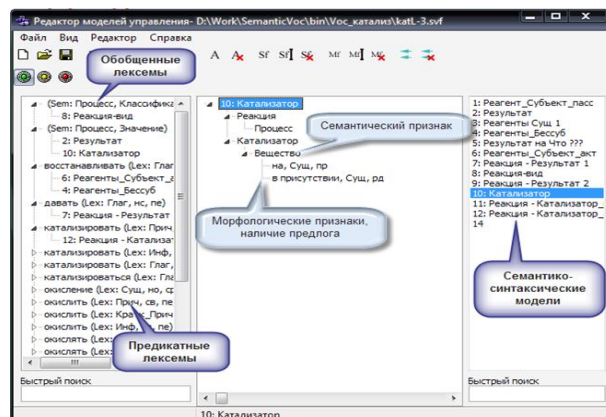 Редактор моделей управления- D:\Work\SemanticVoc\bin\Voc_катализ\katL-3.svf
Файл Вид Редактор Справка
A A Sf Sf Sf Mf Mf Mf
Обобщенные
лексемы
(Sem: Процесс, Классифика
8: Реакция-вид
(Sem: Процесс, Значение)
2: Результат
10: Катализатор
восстанавливать (Lex: Глаг
6: Реагенты_Субъект_а
4: Реагенты_Бессуб
давать (Lex: Глаг, нс, пе)
7: Реакция - Результат
катализировать (Lex: Прич,
12: Реакция - Катализат
катализировать (Lex: Инф,
катализировать (Lex: Глаг,
катализироваться (Lex: Гла
окисление (Lex: Сущ, но, ср
окислить (Lex: Прич, св, пе
окислить (Lex: Кратк_Прич
окислить (Lex: Инф,
окислять (Lex:
окислять (Lex:
Предикатные
лексемы
Быстрый поиск
10: Катализатор
Реакция
Процесс
Катализатор
Вещество
на, Сущ, пр
в присутствии, Сущ, рд
Семантический признак
Морфологические признаки,
наличие предлога
1: Реагент_Субъект_пасс
2: Результат
3: Реагенты Сущ 1
4: Реагенты_Бессуб
5: Результат на Что ???
6: Реагенты_Субъект_акт
7: Реакция - Результат 1
8: Реакция-вид
9: Реакция - Результат 2
10: Катализатор
11: Реакция - Катализатор_
12: Реакция - Катализатор_
14
Семантико-
синтаксические
модели
Быстрый поиск
10: Катализатор